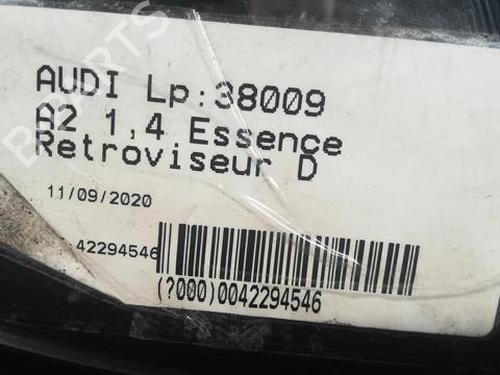 AUDI Lp:38009
A2 1,4 Essence
Retroviseur D
11/09/2020
42294546
(?000)0042294546